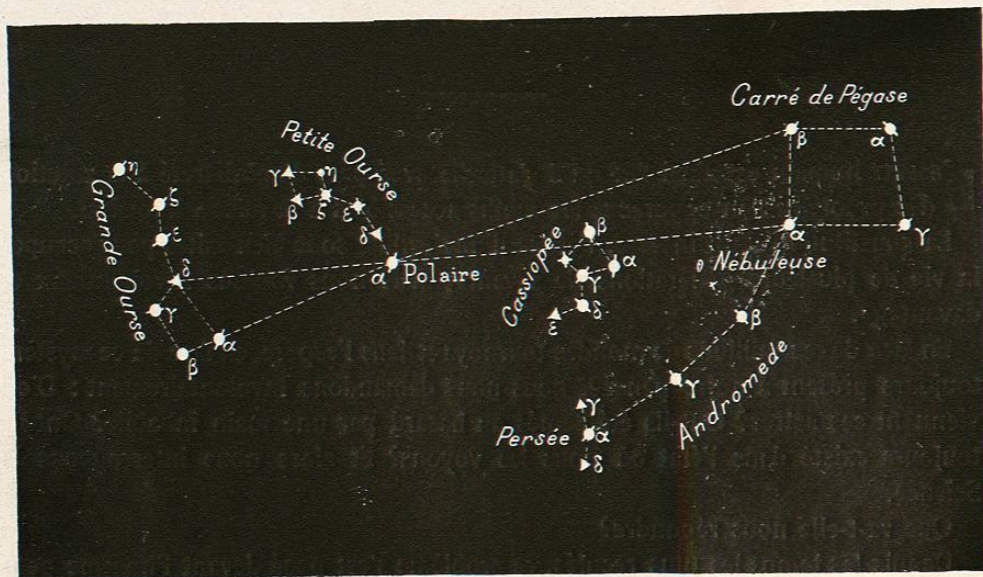 Carré de Pégase
β
α
α
γ
Petite Ourse
γ
η
β
ζ
ε
δ
α
Polaire
Grande Ourse
η
ζ
ε
δ
γ
β
α
Cassiopée
β
α
γ
δ
ε
Nébuleuse
β
γ
Andromède
Persée
γ
α
δ